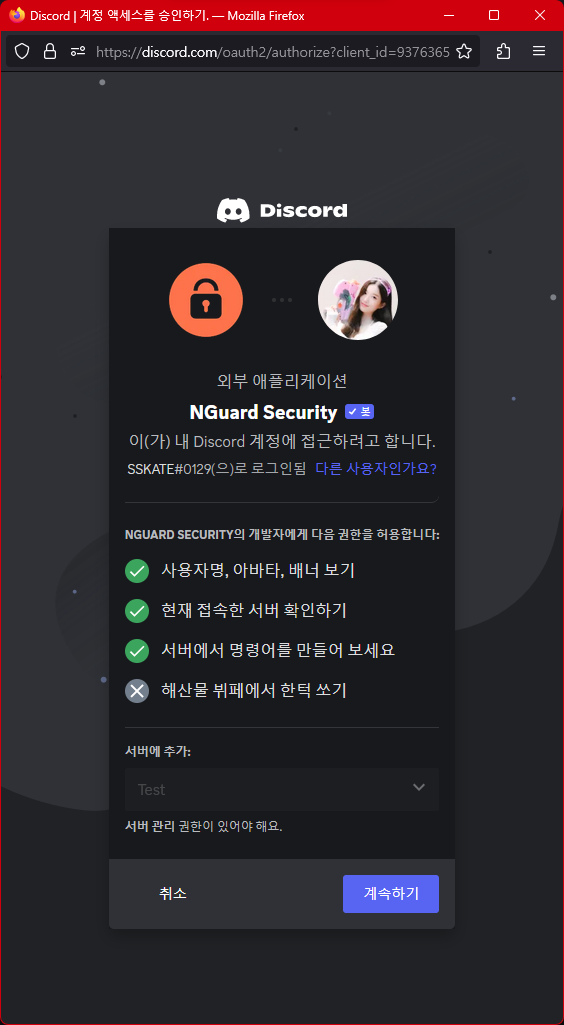 Discord | 계정 액세스를 승인하기. — Mozilla Firefox
https://discord.com/oauth2/authorize?client_id=9376365
Discord
외부 애플리케이션
NGuard Security 봇
이(가) 내 Discord 계정에 접근하려고 합니다.
SSKATE#0129(으)로 로그인됨 다른 사용자인가요?
NGUARD SECURITY의 개발자에게 다음 권한을 허용합니다:
사용자명, 아바타, 배너 보기
현재 접속한 서버 확인하기
서버에서 명령어를 만들어 보세요
해산물 뷔페에서 한턱 쏘기
서버에 추가:
Test
서버 관리 권한이 있어야 해요.
취소
계속하기